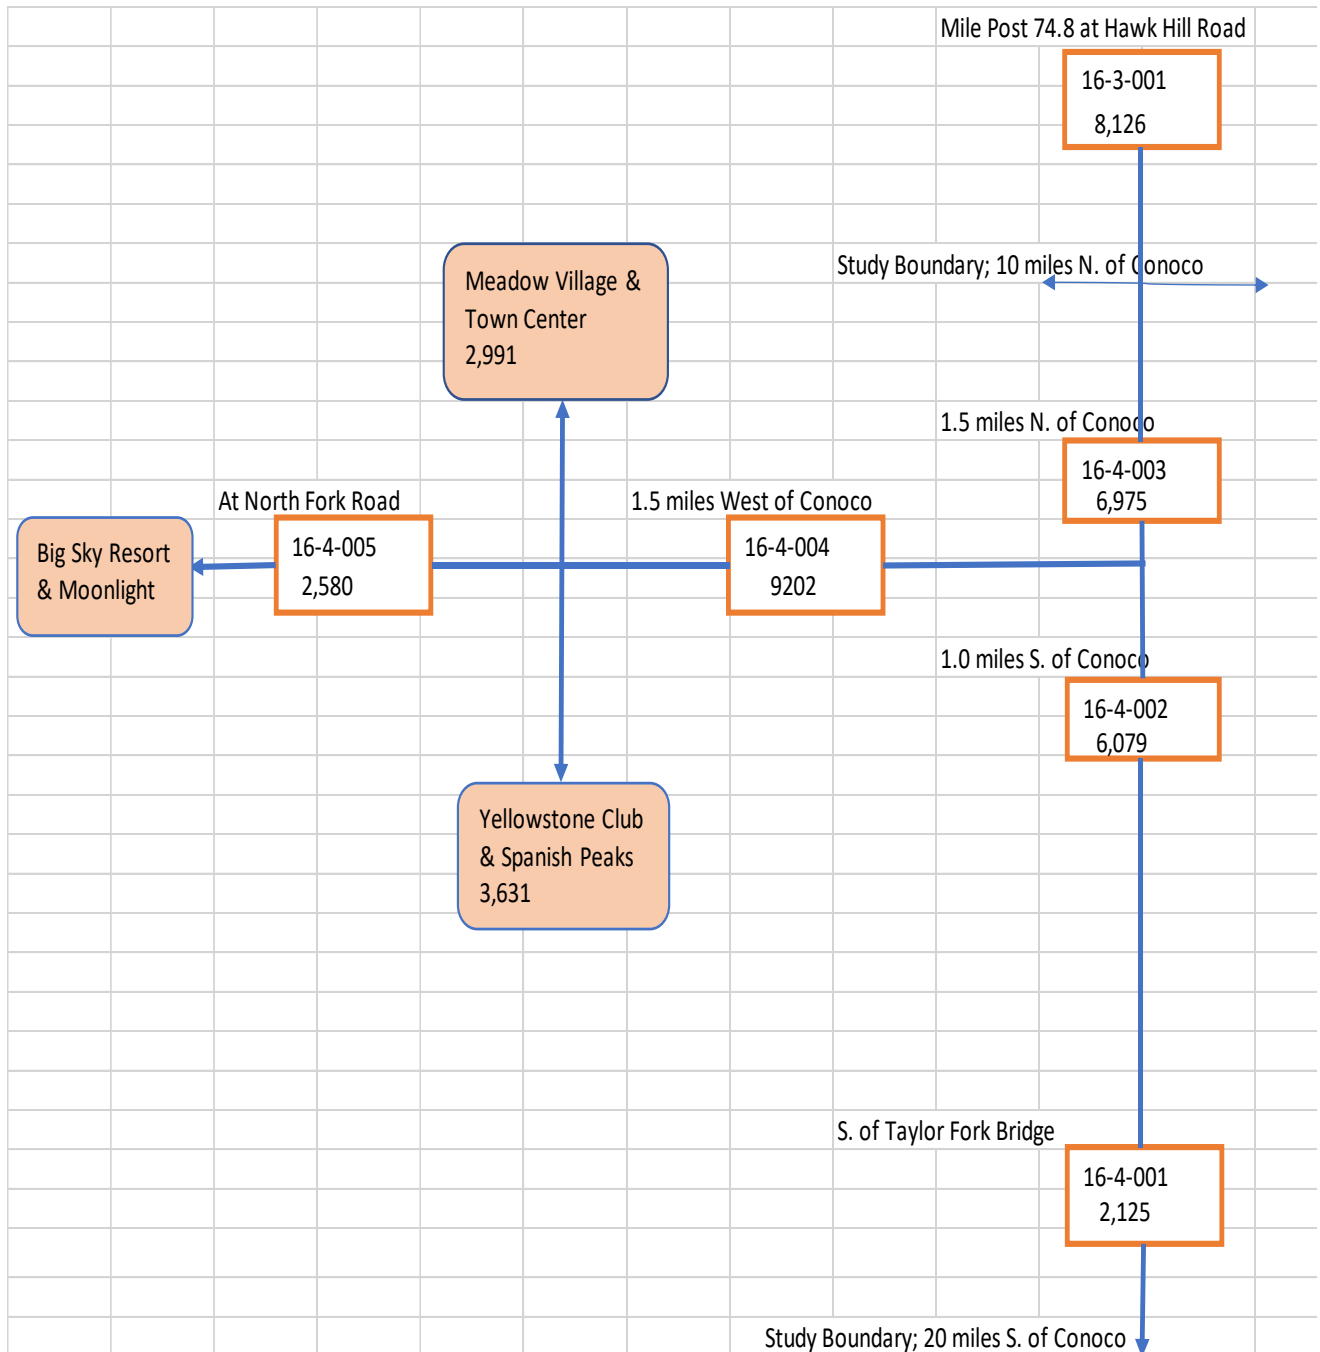 Mile Post 74.8 at Hawk Hill Road
16-3-001
8,126
Study Boundary; 10 miles N. of Conoco
Meadow Village &
Town Center
2,991
1.5 miles N. of Conoco
16-4-003
6,975
At North Fork Road
1.5 miles West of Conoco
Big Sky Resort
& Moonlight
16-4-005
2,580
16-4-004
9202
1.0 miles S. of Conoco
16-4-002
6,079
Yellowstone Club
& Spanish Peaks
3,631
S. of Taylor Fork Bridge
16-4-001
2,125
Study Boundary; 20 miles S. of Conoco